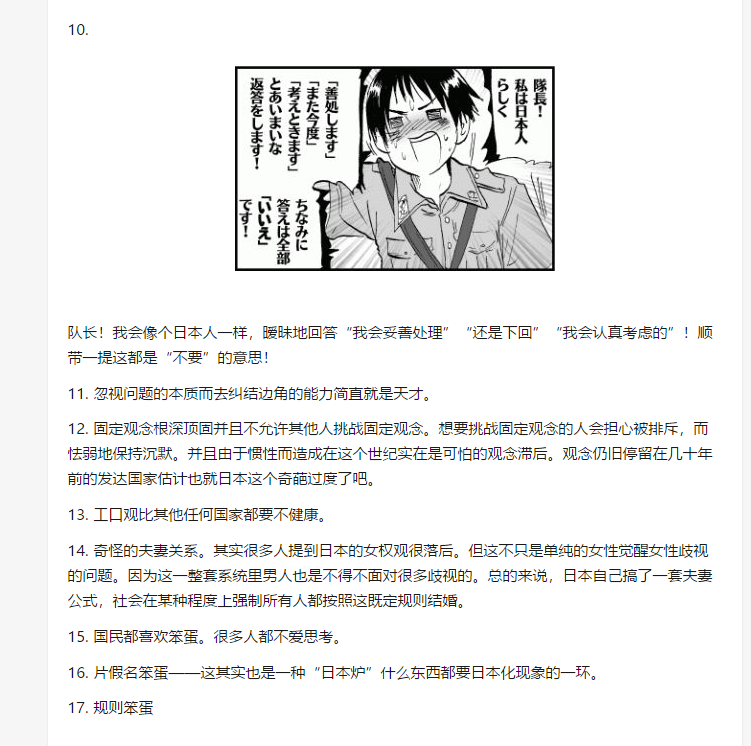 10.
隊長！
私は日本人
らしく
「善処します」
「また今度」
「考えときます」
とあいまいな
返答をします！
ちなみに
答えは全部
「いいえ」
です！
队长！我会像个日本人一样，暧昧地回答“我会妥善处理”“还是下回”“我会认真考虑的”！顺
带一提这都是“不要”的意思！
11. 忽视问题的本质而去纠结边角的能力简直就是天才。
12. 固定观念根深顶固并且不允许其他人挑战固定观念。想要挑战固定观念的人会担心被排斥，而
怯弱地保持沉默。并且由于惯性而造成在这个世纪实在是可怕的观念滞后。观念仍旧停留在几十年
前的发达国家估计也就日本这个奇葩过度了吧。
13. 工口观比其他任何国家都要不健康。
14. 奇怪的夫妻关系。其实很多人提到日本的女权观很落后。但这不只是单纯的女性觉醒女性歧视
的问题。因为这一整套系统里男人也是不得不面对很多歧视的。总的来说，日本自己搞了一套夫妻
公式，社会在某种程度上强制所有人都按照这既定规则结婚。
15. 国民都喜欢笨蛋。很多人都不爱思考。
16. 片假名笨蛋——这其实也是一种“日本炉”什么东西都要日本化现象的一环。
17. 规则笨蛋